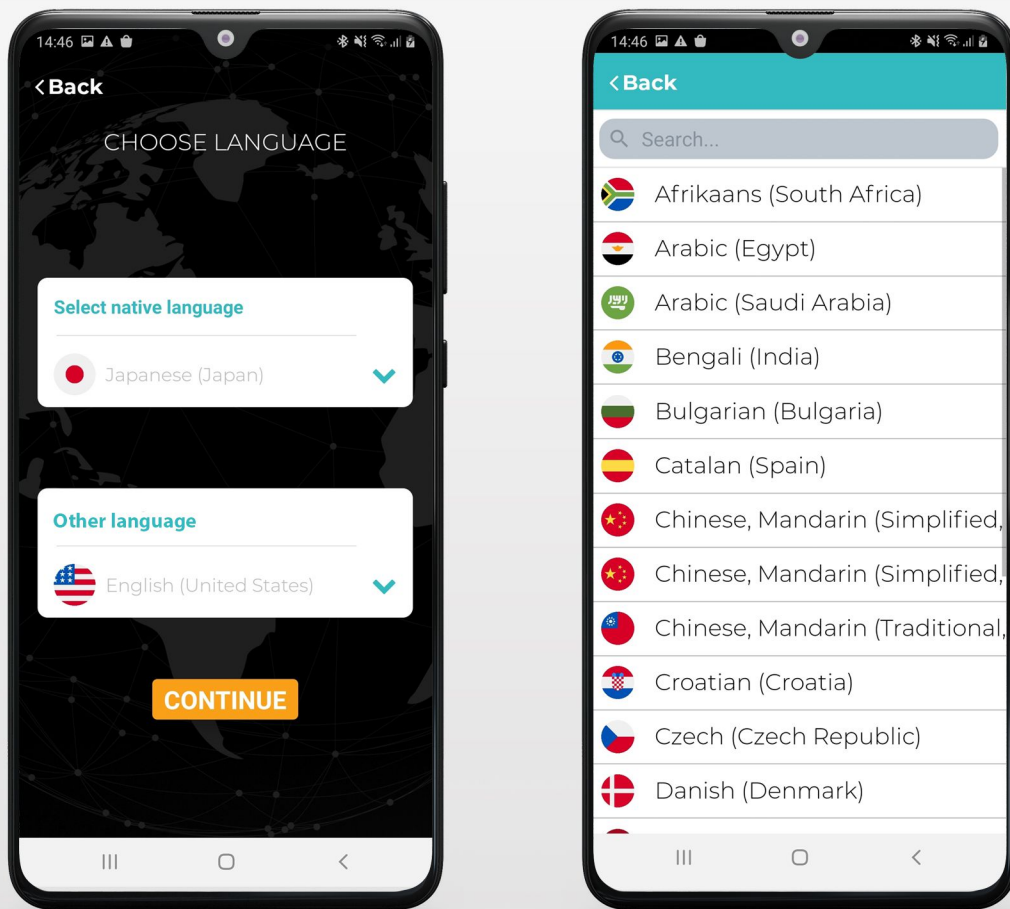 14:46
Back
CHOOSE LANGUAGE
Select native language
Japanese (Japan)
Other language
English (United States)
CONTINUE
14:46
Back
Search...
Afrikaans (South Africa)
Arabic (Egypt)
Arabic (Saudi Arabia)
Bengali (India)
Bulgarian (Bulgaria)
Catalan (Spain)
Chinese, Mandarin (Simplified,
Chinese, Mandarin (Simplified,
Chinese, Mandarin (Traditional,
Croatian (Croatia)
Czech (Czech Republic)
Danish (Denmark)